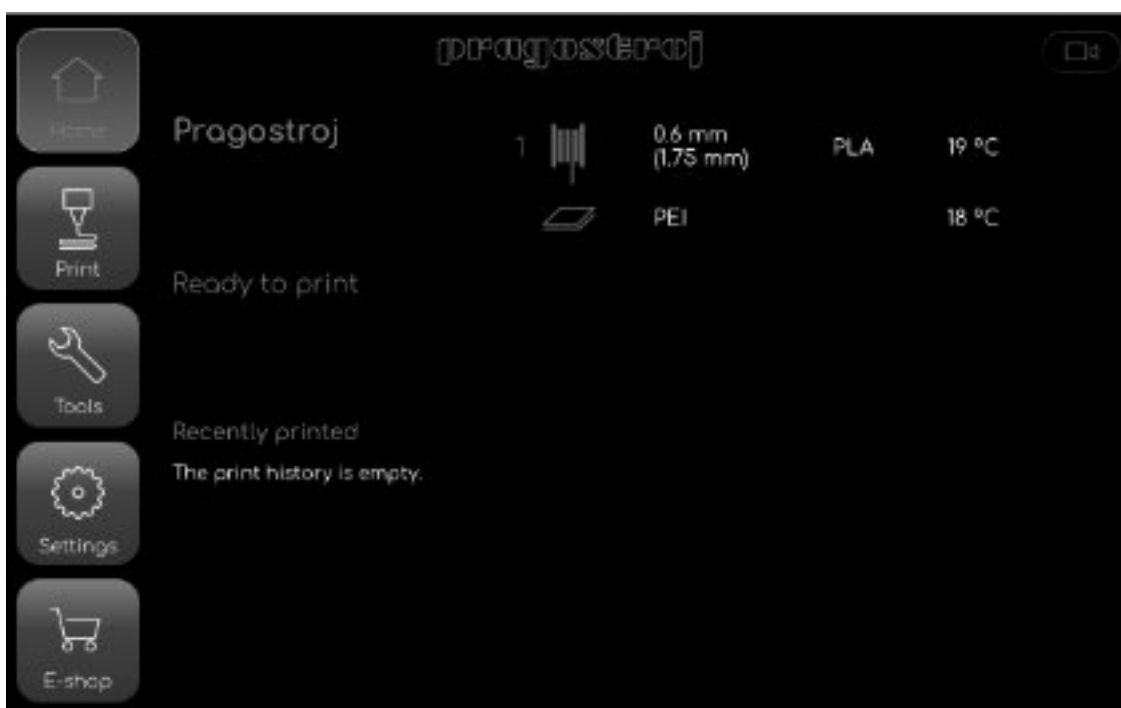 pragostroj
Home
Pragostroj
1 0.6 mm PLA 19 °C
(1.75 mm)
PEI 18 °C
Print
Ready to print
Tools
Recently printed
The print history is empty.
Settings
E-shop